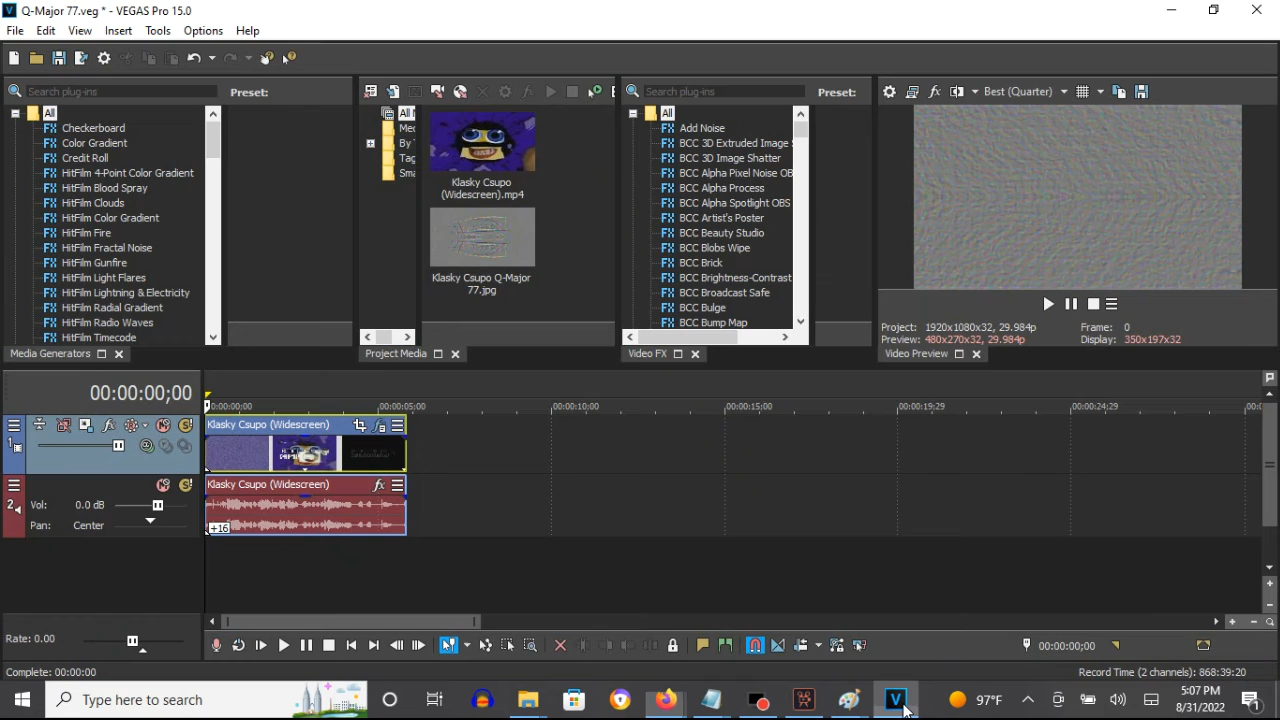 Q-Major 77.veg * - VEGAS Pro 15.0
File Edit View Insert Tools Options Help
Search plug-ins
Preset:
All
Checkerboard
Color Gradient
Credit Roll
HitFilm 4-Point Color Gradient
HitFilm Blood Spray
HitFilm Clouds
HitFilm Color Gradient
HitFilm Fire
HitFilm Fractal Noise
HitFilm Gunfire
HitFilm Light Flares
HitFilm Lightning & Electricity
HitFilm Radial Gradient
HitFilm Radio Waves
HitFilm Timecode
Media Generators
Klasky Csupo
(Widescreen).mp4
Klasky Csupo Q-Major
77.jpg
Project Media
Search plug-ins
Preset:
All
Add Noise
BCC 3D Extruded Image
BCC 3D Image Shatter
BCC Alpha Pixel Noise OB
BCC Alpha Process
BCC Alpha Spotlight OBS
BCC Artist's Poster
BCC Beauty Studio
BCC Blobs Wipe
BCC Brick
BCC Brightness-Contrast
BCC Broadcast Safe
BCC Bulge
BCC Bump Map
Video FX
Best (Quarter)
Project: 1920x1080x32, 29.984p
Frame: 0
Preview: 480x270x32, 29.984p
Display: 350x197x32
Video Preview
00:00:00;00
0:00:00;00
00:00:05;00
00:00:10;00
00:00:15;00
00:00:19;29
00:00:24;29
1
Klasky Csupo (Widescreen)
2
Vol: 0.0 dB
Pan: Center
Klasky Csupo (Widescreen)
+16
Rate: 0.00
00:00:00;00
Complete: 00:00:00
Record Time (2 channels): 868:39:20
Type here to search
97°F
5:07 PM
8/31/2022
1